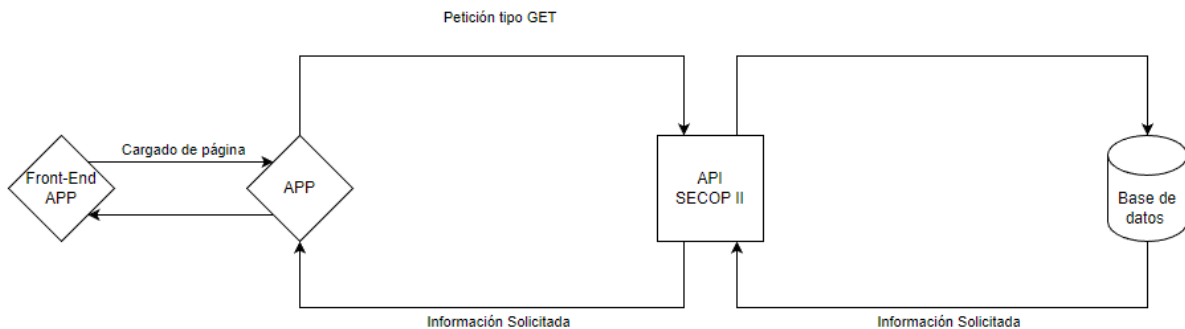 Petición tipo GET
Cargado de página
Front-End
APP
APP
API
SECOP II
Base de
datos
Información Solicitada
Información Solicitada